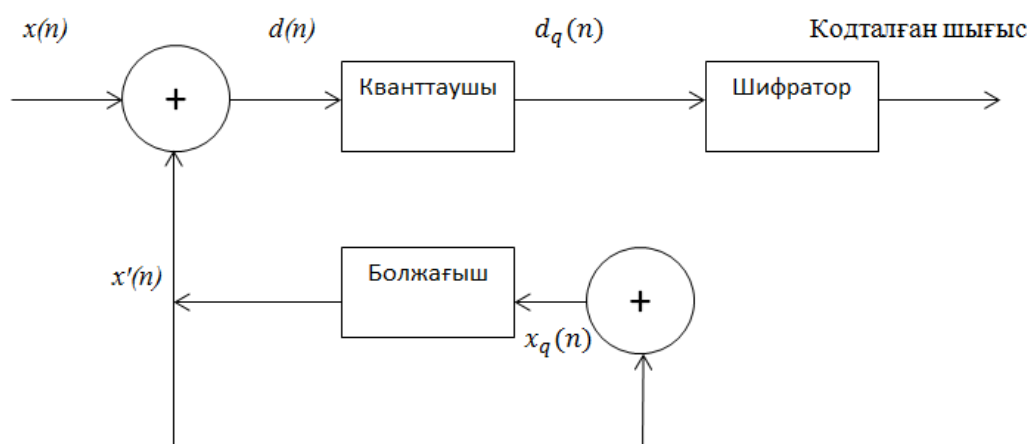 x(n)
d(n)
d_q(n)
Кодталған шығыс
+
Кванттаушы
Шифратор
x'(n)
Болжағыш
+
x_q(n)